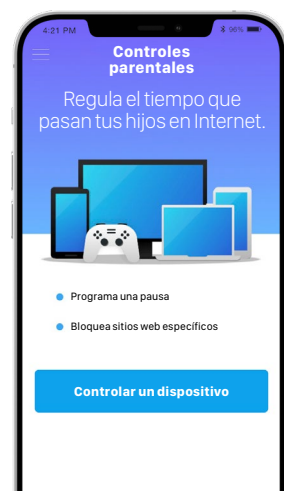 4:21 PM
96%
Controles
parentales
Regula el tiempo que
pasan tus hijos en Internet.
Programa una pausa
Bloquea sitios web específicos
Controlar un dispositivo